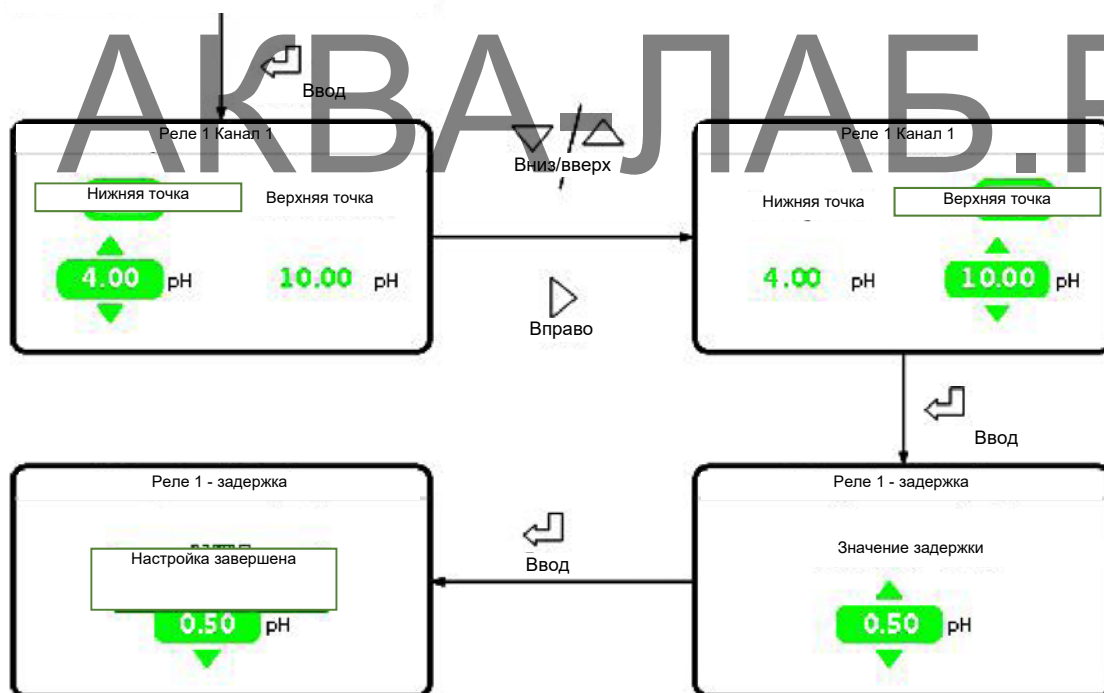 АКВА-ЛАБ.
Ввод
Реле 1 Канал 1
Нижняя точка
Верхняя точка
4.00 pH
10.00 pH
Вниз/вверх
Вправо
Реле 1 Канал 1
Нижняя точка
Верхняя точка
4.00 pH
10.00 pH
Ввод
Реле 1 - задержка
Настройка завершена
0.50 pH
Ввод
Реле 1 - задержка
Значение задержки
0.50 pH